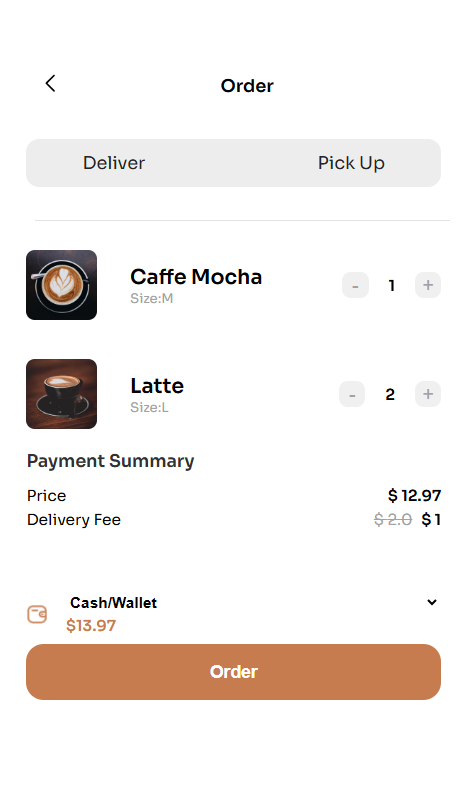 Order
Deliver Pick Up
Caffe Mocha
Size:M
- 1 +
Latte
Size:L
- 2 +
Payment Summary
Price $ 12.97
Delivery Fee $ 2.0 $ 1
Cash/Wallet
$13.97
Order